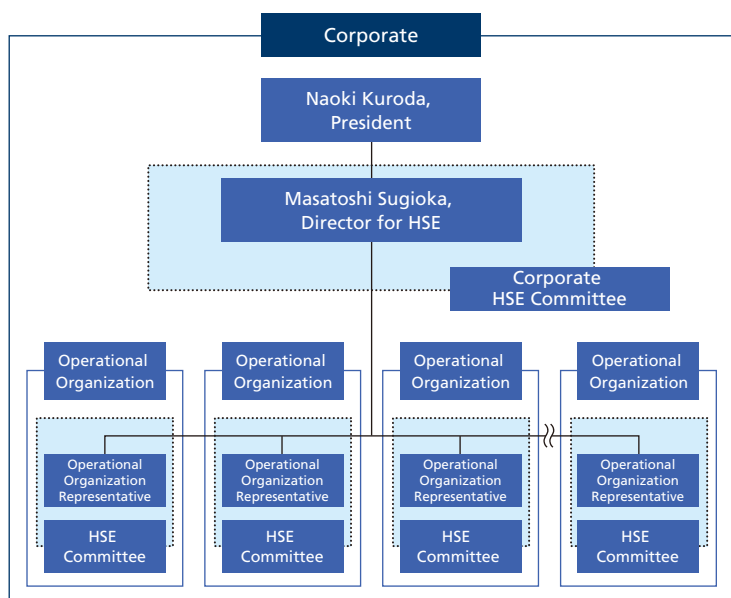 Corporate
Naoki Kuroda,
President
Masatoshi Sugioka,
Director for HSE
Corporate
HSE Committee
Operational
Organization
Operational
Organization
Operational
Organization
Operational
Organization
Operational
Organization
Representative
Operational
Organization
Representative
Operational
Organization
Representative
Operational
Organization
Representative
HSE
Committee
HSE
Committee
HSE
Committee
HSE
Committee